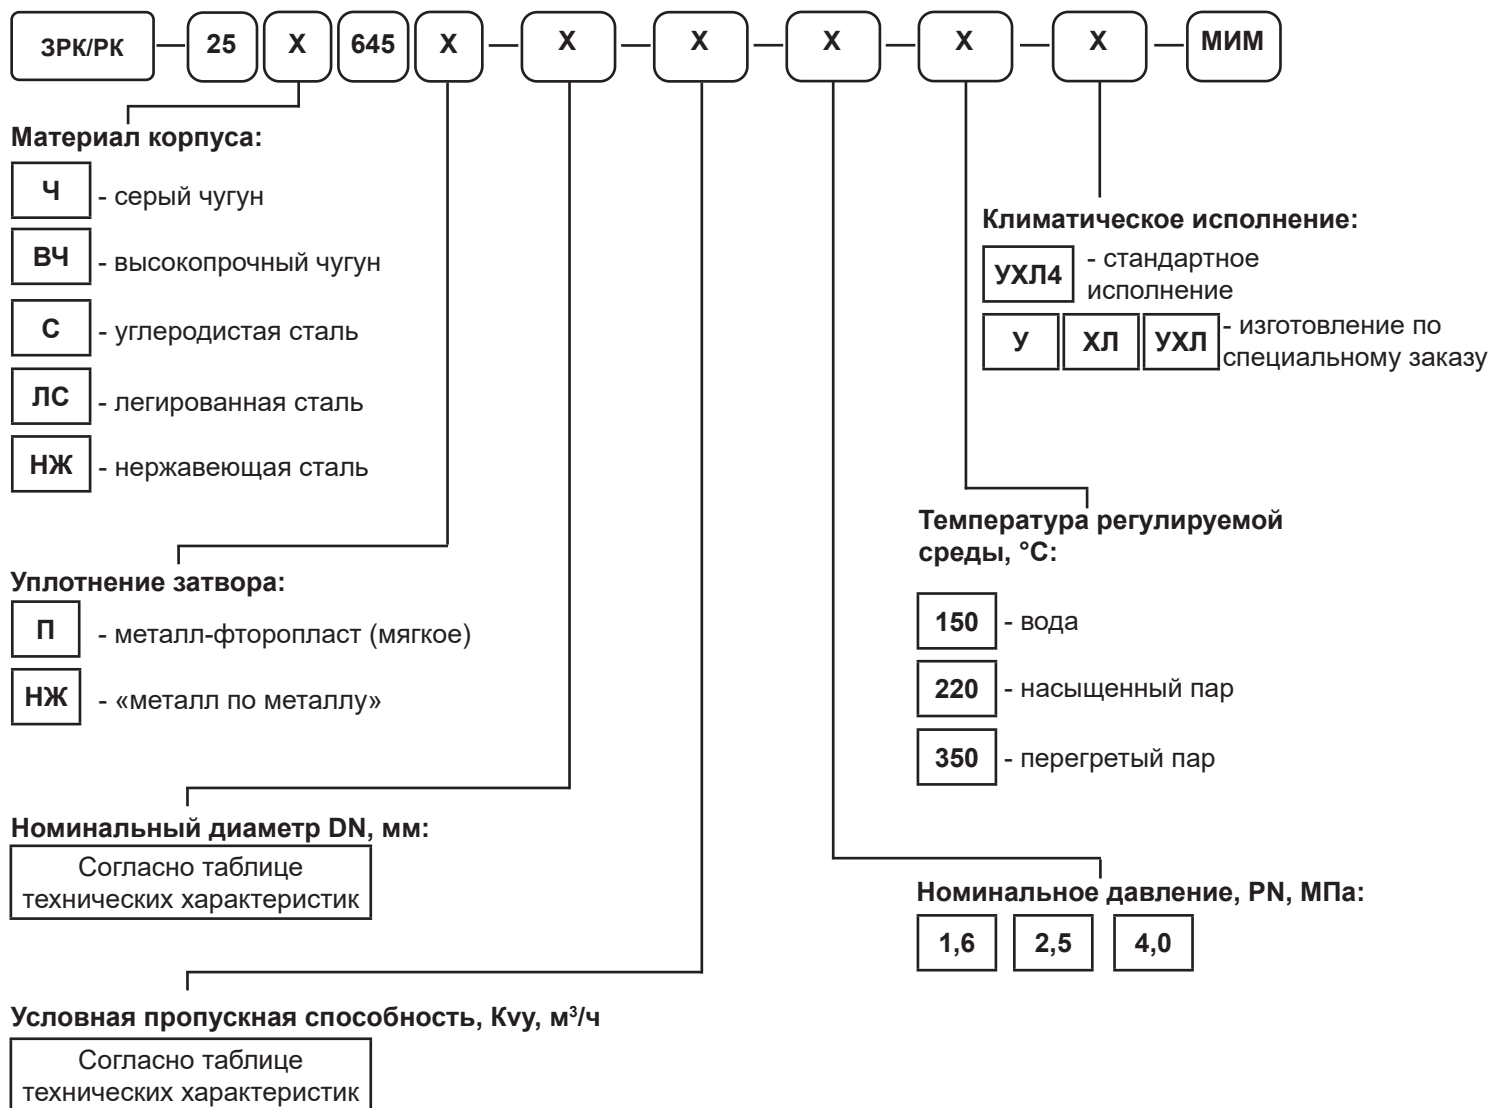 ЗРК/РК 25 Х 645 Х Х Х Х Х Х МИМ
Материал корпуса:
Ч - серый чугун
ВЧ - высокопрочный чугун
С - углеродистая сталь
ЛС - легированная сталь
НЖ - нержавеющая сталь
Уплотнение затвора:
П - металл-фторопласт (мягкое)
НЖ - «металл по металлу»
Номинальный диаметр DN, мм:
Согласно таблице
технических характеристик
Условная пропускная способность, Kvy, м³/ч
Согласно таблице
технических характеристик
Климатическое исполнение:
УХЛ4 - стандартное
исполнение
У ХЛ УХЛ - изготовление по
специальному заказу
Температура регулируемой
среды, °С:
150 - вода
220 - насыщенный пар
350 - перегретый пар
Номинальное давление, PN, МПа:
1,6 2,5 4,0